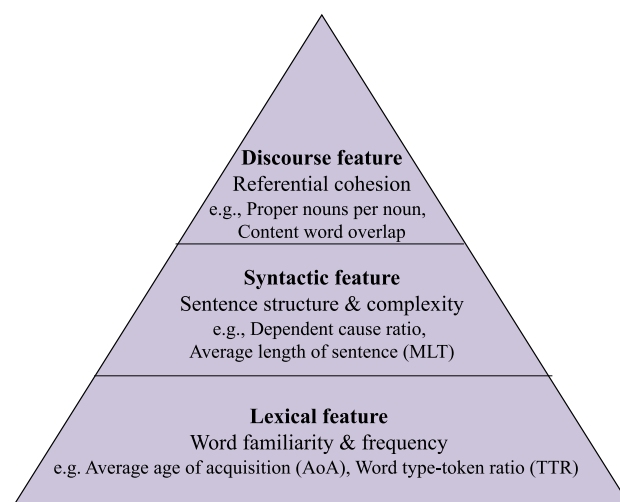 Discourse feature
Referential cohesion
e.g., Proper nouns per noun,
Content word overlap
Syntactic feature
Sentence structure & complexity
e.g., Dependent cause ratio,
Average length of sentence (MLT)
Lexical feature
Word familiarity & frequency
e.g. Average age of acquisition (AoA), Word type-token ratio (TTR)